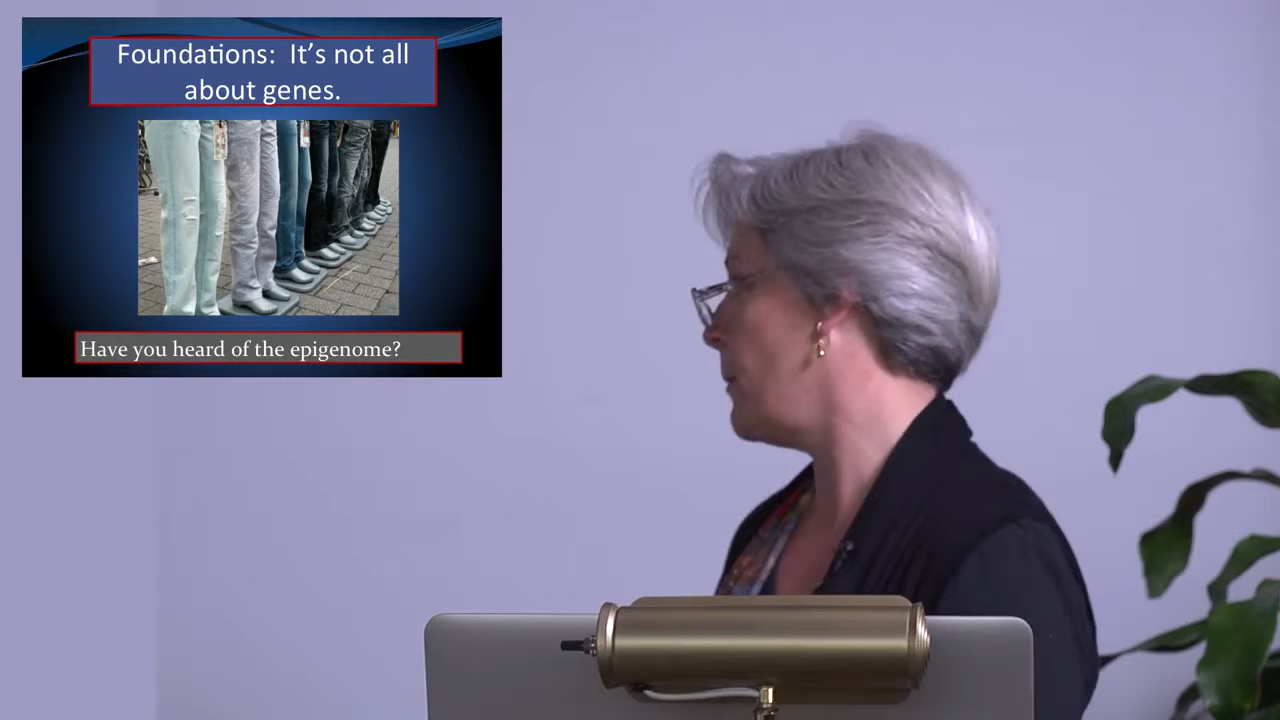 Foundations:  It's not all
about genes.
Have you heard of the epigenome?